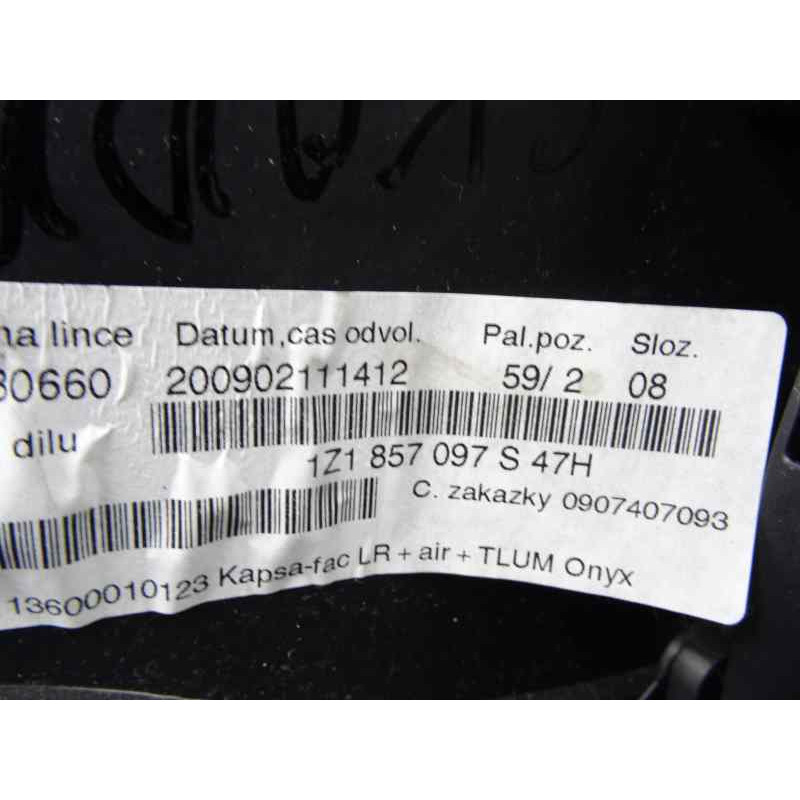 na lince Datum,cas odvol. Pal.poz. Sloz.
30660 200902111412 59/ 2 08
dilu
1Z1 857 097 S 47H
C. zakazky 0907407093
13600010123 Kapsa-fac LR + air + TLUM Onyx